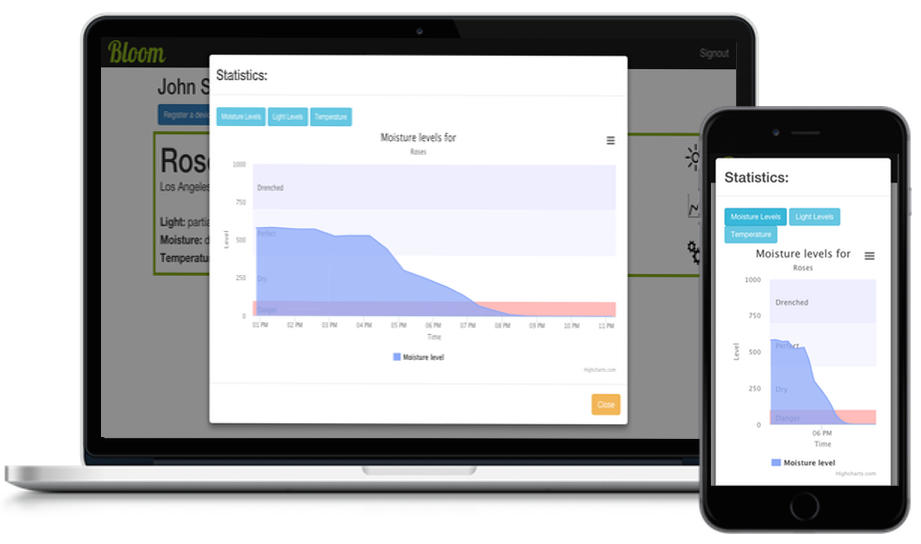 Bloom
Signout
John S
Register a devi
Rose
Los Angeles
Light: partia
Moisture: d
Temperatu
Statistics:
Moisture Levels Light Levels Temperature
Moisture levels for
Roses
Level
1000
750
500
250
0
Drenched
Perfect
Dry
Danger
01 PM 02 PM 03 PM 04 PM 05 PM 06 PM 07 PM 08 PM 09 PM 10 PM 11 PM
Time
Moisture level
Highcharts.com
Close
Statistics:
Moisture Levels Light Levels
Temperature
Moisture levels for
Roses
Level
1000
750
500
250
0
Drenched
Perfect
Dry
Danger
06 PM
Time
Moisture level
Highcharts.com